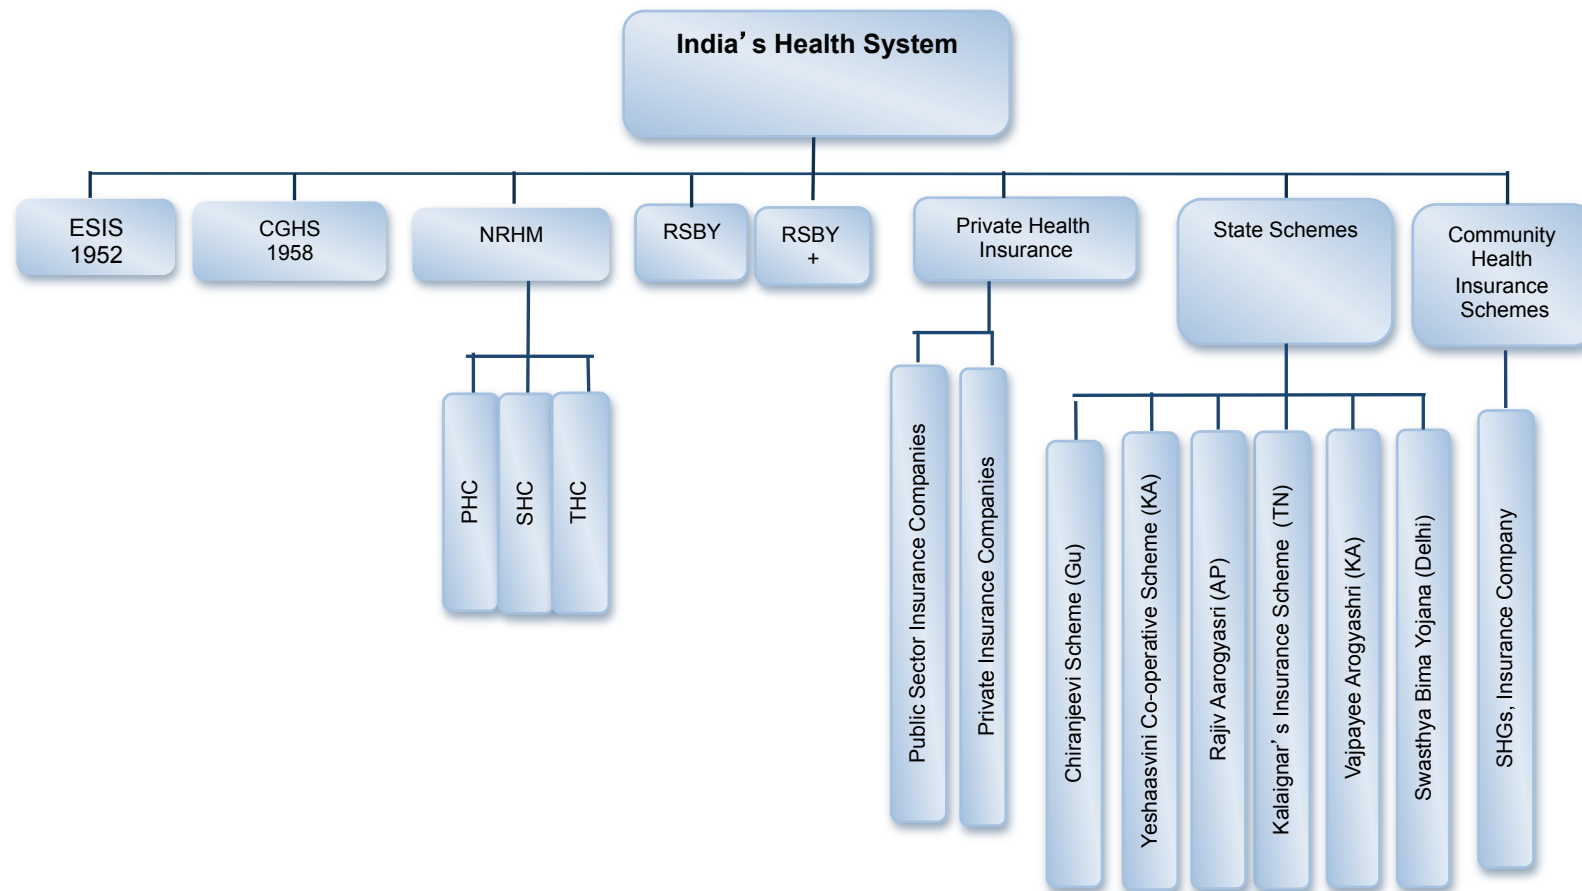 India’s Health System
ESIS
1952
CGHS
1958
NRHM
RSBY
RSBY
+
Private Health
Insurance
State Schemes
Community
Health
Insurance
Schemes
PHC
SHC
THC
Public Sector Insurance Companies
Private Insurance Companies
Chiranjeevi Scheme (Gu)
Yeshaasvini Co-operative Scheme (KA)
Rajiv Aarogyasri (AP)
Kalaignar’s Insurance Scheme (TN)
Vajpayee Arogyashri (KA)
Swasthya Bima Yojana (Delhi)
SHGs, Insurance Company